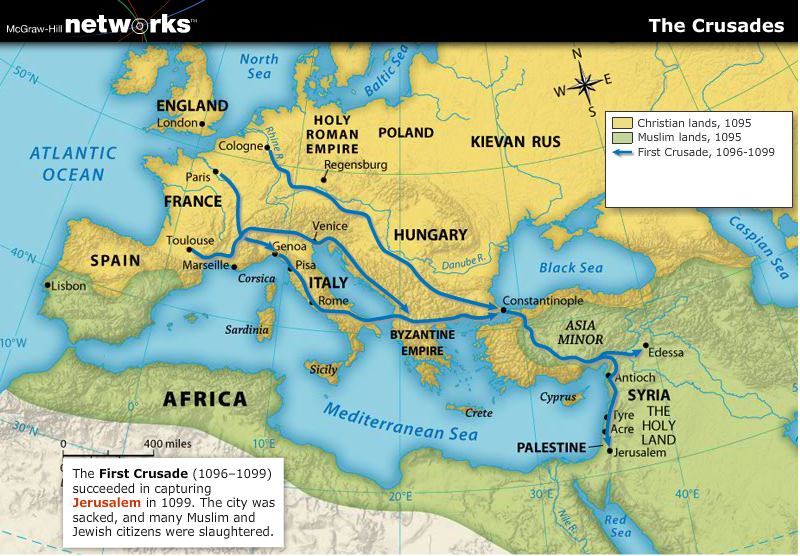 McGraw-Hill networks™
The Crusades
Christian lands, 1095
Muslim lands, 1095
First Crusade, 1096-1099
N
W
E
S
50°N
North
Sea
Baltic Sea
ENGLAND
London
HOLY
ROMAN
EMPIRE
POLAND
KIEVAN RUS
Cologne
Rhine R.
Regensburg
ATLANTIC
OCEAN
Paris
FRANCE
Toulouse
Venice
HUNGARY
Danube R.
Caspian Sea
40°N
SPAIN
Marseille
Genoa
Pisa
Corsica
ITALY
Black Sea
Lisbon
Rome
Constantinople
Sardinia
BYZANTINE
EMPIRE
ASIA
MINOR
10°W
Edessa
Sicily
Antioch
AFRICA
Crete
Cyprus
SYRIA
0°
Mediterranean Sea
Tyre
Acre
THE
HOLY
LAND
30°N
PALESTINE
Jerusalem
0
400 miles
10°E
20°E
30°E
40°E
Nile R.
Red
Sea
The First Crusade (1096–1099)
succeeded in capturing
Jerusalem in 1099. The city was
sacked, and many Muslim and
Jewish citizens were slaughtered.